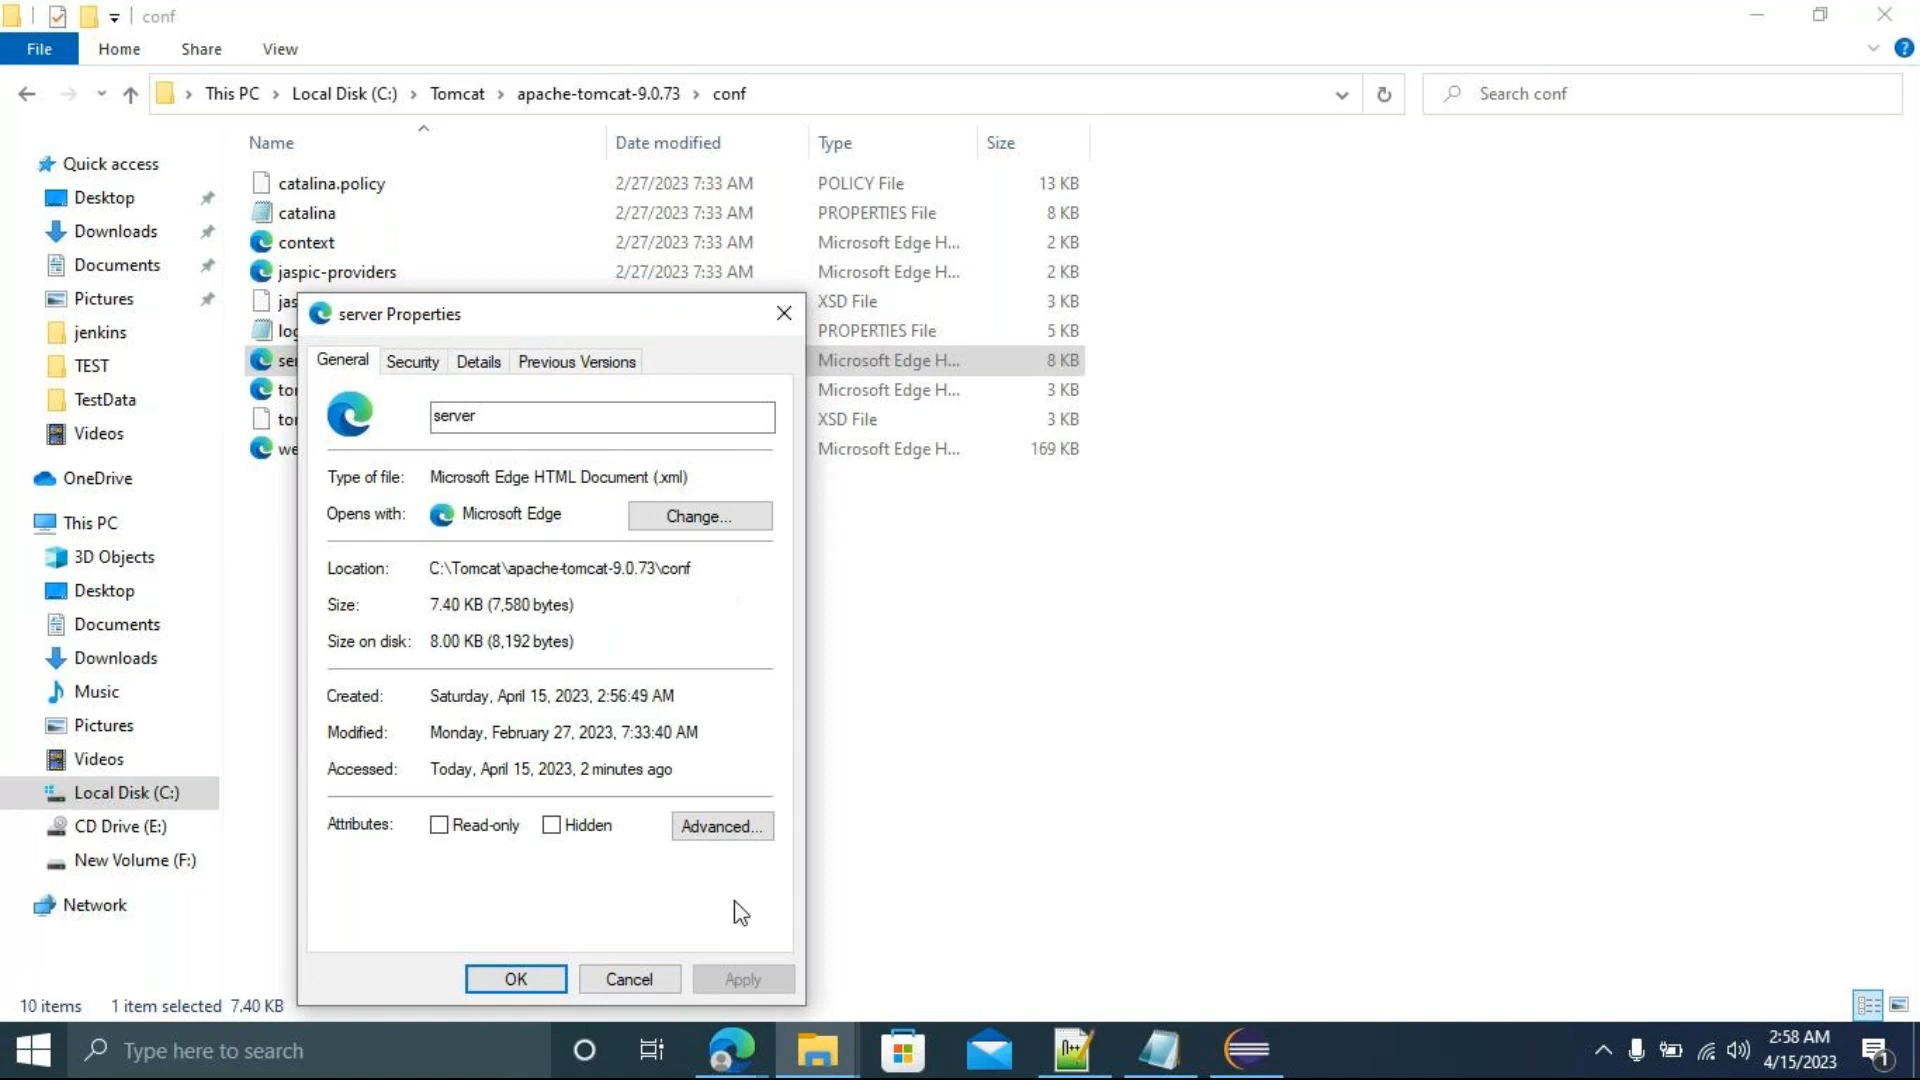 conf
File Home Share View
This PC Local Disk (C:) Tomcat apache-tomcat-9.0.73 conf
Search conf
Name Date modified Type Size
Quick access
Desktop
Downloads
Documents
Pictures
jenkins
TEST
TestData
Videos
OneDrive
This PC
3D Objects
Desktop
Documents
Downloads
Music
Pictures
Videos
Local Disk (C:)
CD Drive (E:)
New Volume (F:)
Network
catalina.policy 2/27/2023 7:33 AM POLICY File 13 KB
catalina 2/27/2023 7:33 AM PROPERTIES File 8 KB
context 2/27/2023 7:33 AM Microsoft Edge H... 2 KB
jaspic-providers 2/27/2023 7:33 AM Microsoft Edge H... 2 KB
jas XSD File 3 KB
log PROPERTIES File 5 KB
ser Microsoft Edge H... 8 KB
tor Microsoft Edge H... 3 KB
tor XSD File 3 KB
we Microsoft Edge H... 169 KB
server Properties
General Security Details Previous Versions
server
Type of file: Microsoft Edge HTML Document (.xml)
Opens with: Microsoft Edge Change...
Location: C:\Tomcat\apache-tomcat-9.0.73\conf
Size: 7.40 KB (7,580 bytes)
Size on disk: 8.00 KB (8,192 bytes)
Created: Saturday, April 15, 2023, 2:56:49 AM
Modified: Monday, February 27, 2023, 7:33:40 AM
Accessed: Today, April 15, 2023, 2 minutes ago
Attributes: Read-only Hidden Advanced...
OK Cancel Apply
10 items 1 item selected 7.40 KB
Type here to search
2:58 AM
4/15/2023
1